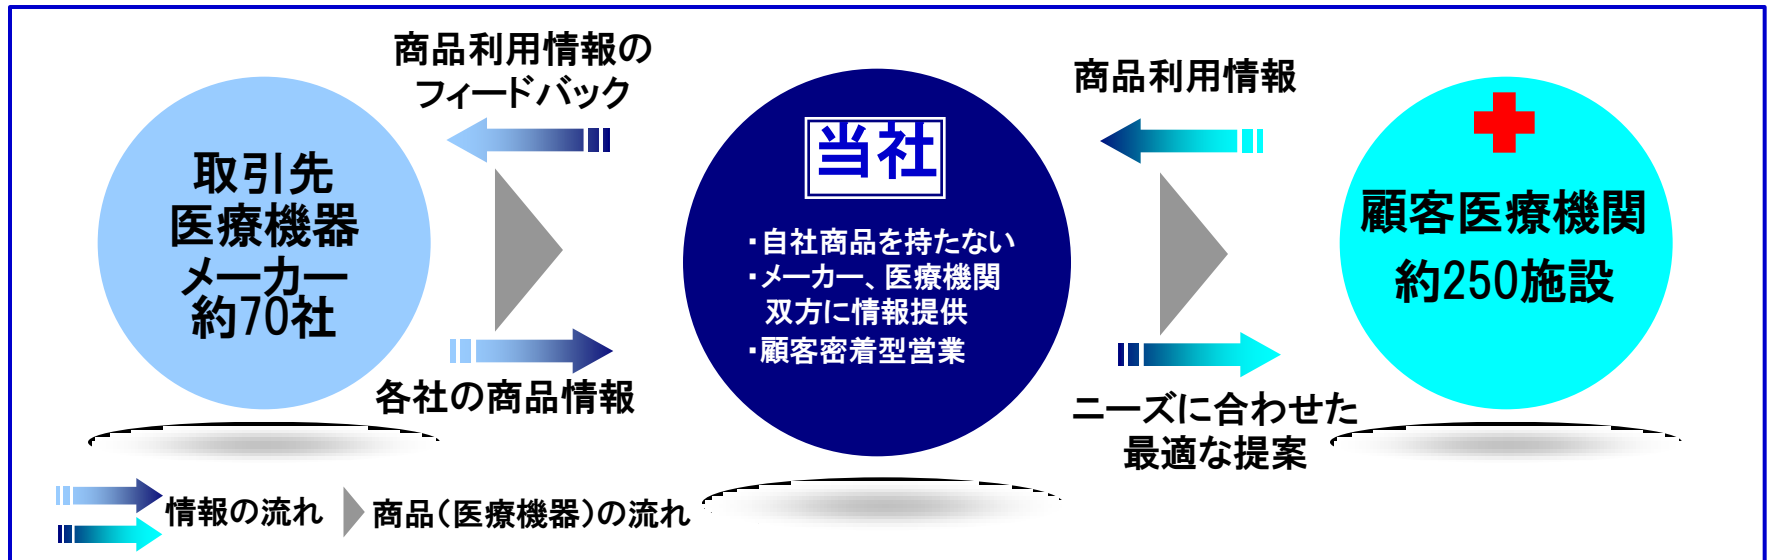 商品利用情報の
フィードバック
取引先
医療機器
メーカー
約70社
各社の商品情報
当社
・自社商品を持たない
・メーカー、医療機関
双方に情報提供
・顧客密着型営業
商品利用情報
ニーズに合わせた
最適な提案
顧客医療機関
約250施設
情報の流れ
商品(医療機器)の流れ